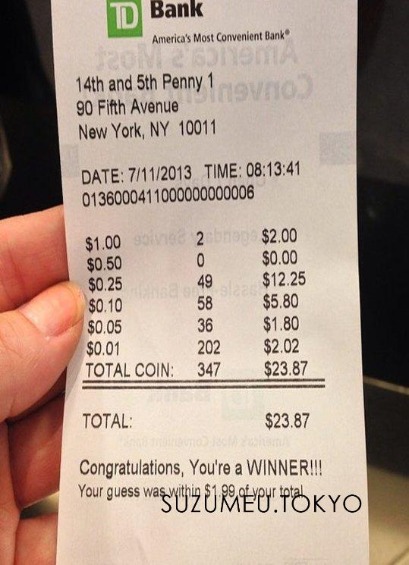 TD Bank
America's Most Convenient Bank®
14th and 5th Penny 1
90 Fifth Avenue
New York, NY 10011
DATE: 7/11/2013 TIME: 08:13:41
0136000411000000000006
$1.00 2 $2.00
$0.50 0 $0.00
$0.25 49 $12.25
$0.10 58 $5.80
$0.05 36 $1.80
$0.01 202 $2.02
TOTAL COIN: 347 $23.87
TOTAL: $23.87
Congratulations, You're a WINNER!!!
Your guess was within $1.99 of your total.
SUZUMEU.TOKYO